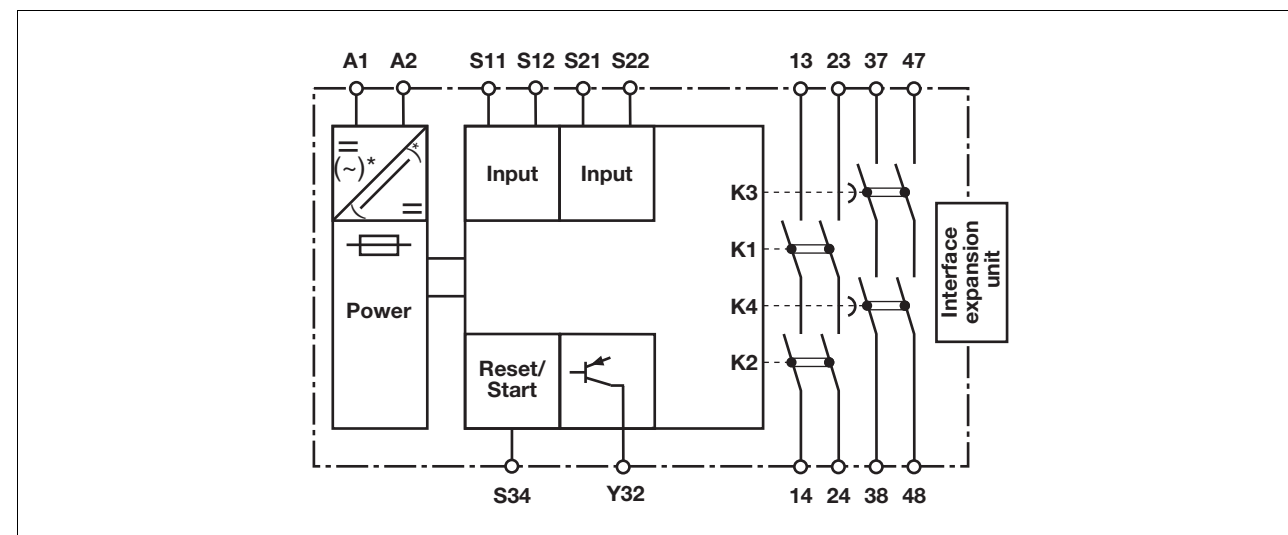 A1 A2 S11 S12 S21 S22 13 23 37 47
= (~)* * =
Input Input
K3
K1
K4
K2
Power
Reset/
Start
Interface
expansion
unit
S34 Y32 14 24 38 48